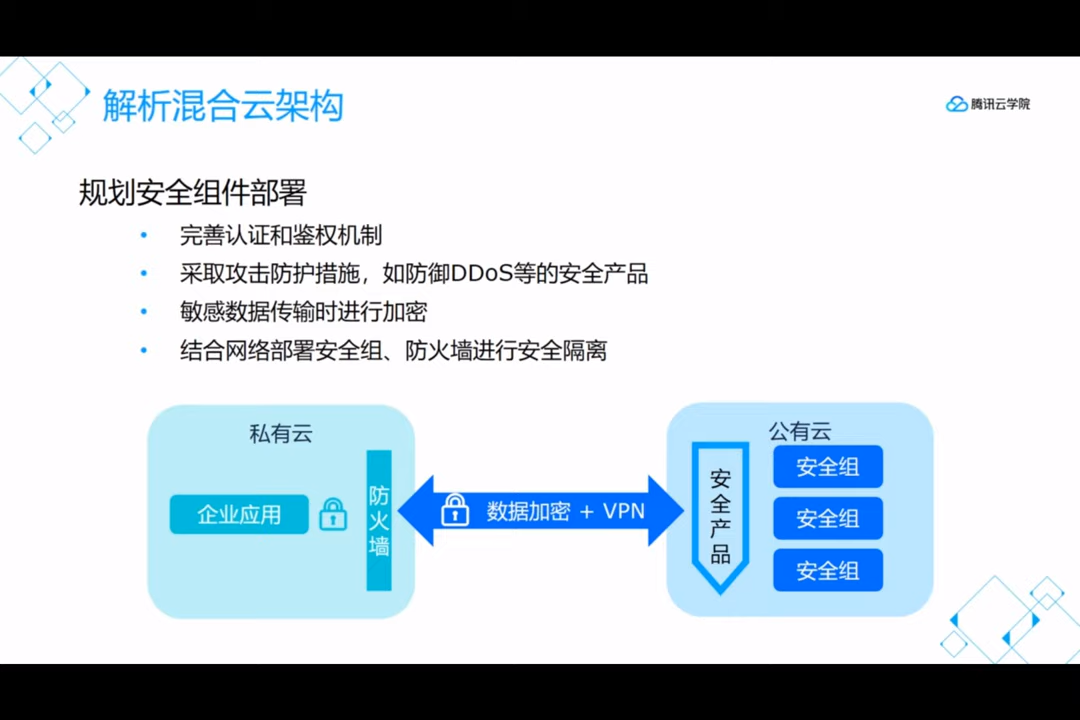 解析混合云架构
腾讯云学院
规划安全组件部署
• 完善认证和鉴权机制
• 采取攻击防护措施，如防御DDoS等的安全产品
• 敏感数据传输时进行加密
• 结合网络部署安全组、防火墙进行安全隔离
私有云
企业应用
防火墙
数据加密 + VPN
公有云
安全产品
安全组
安全组
安全组